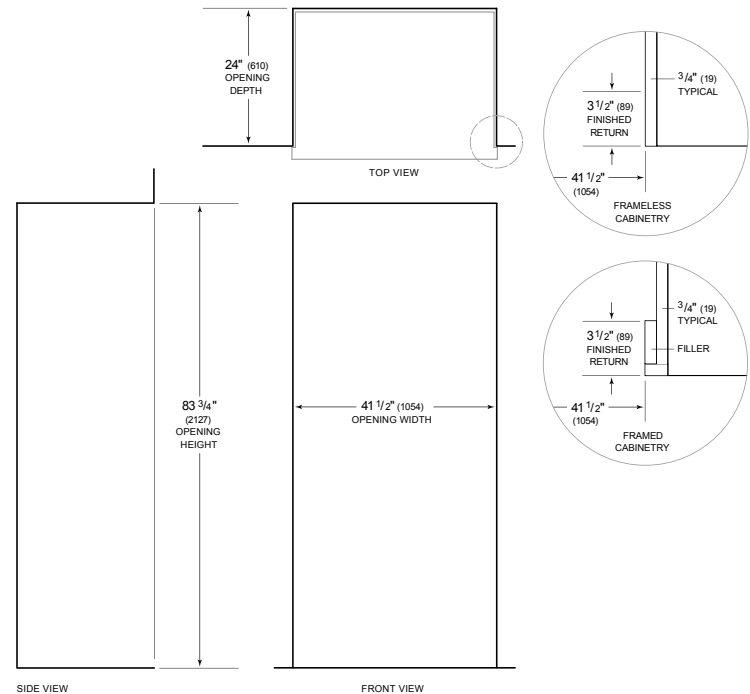 24" (610)
OPENING
DEPTH
TOP VIEW
3/4" (19)
TYPICAL
3 1/2" (89)
FINISHED
RETURN
41 1/2"
(1054)
FRAMELESS
CABINETRY
3/4" (19)
TYPICAL
3 1/2" (89)
FINISHED
RETURN
FILLER
41 1/2"
(1054)
FRAMED
CABINETRY
83 3/4"
(2127)
OPENING
HEIGHT
41 1/2" (1054)
OPENING WIDTH
SIDE VIEW
FRONT VIEW